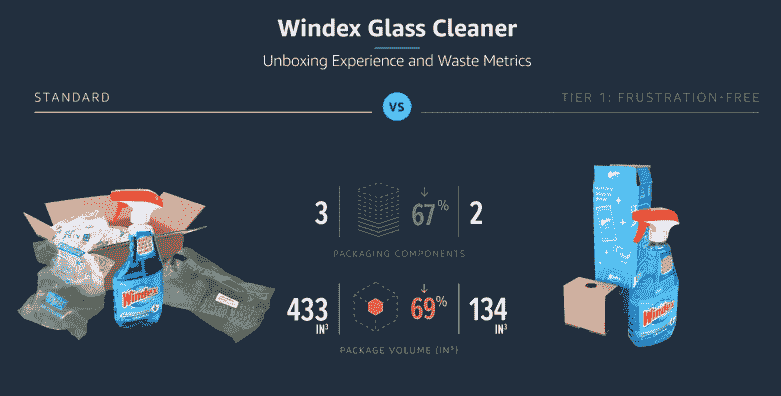 Windex Glass Cleaner
Unboxing Experience and Waste Metrics
STANDARD
VS
TIER 1: FRUSTRATION-FREE
3
67%
2
PACKAGING COMPONENTS
433
IN³
69%
134
IN³
PACKAGE VOLUME (IN³)
Windex
Windex